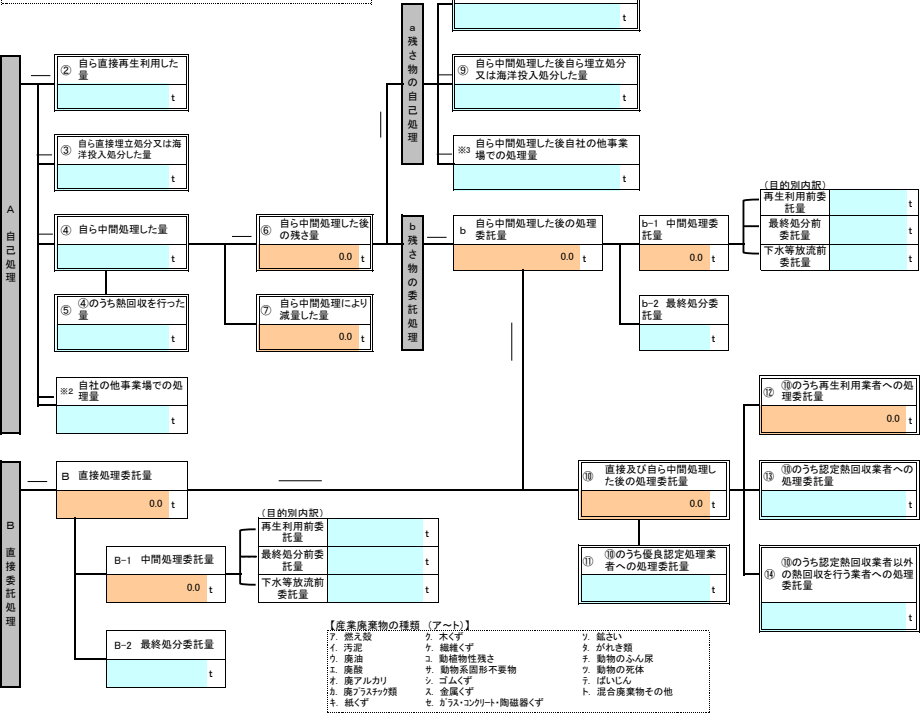 t
② 自ら直接再生利用した
量
t
③ 自ら直接埋立処分又は海
洋投入処分した量
t
A 自己処理
④ 自ら中間処理した量
t
⑤ ④のうち熱回収を行った
量
t
※2 自社の他事業場での処
理量
t
⑥ 自ら中間処理した後
の残さ量
0.0 t
⑦ 自ら中間処理により
減量した量
0.0 t
a 残さ物の自己処理
⑨ 自ら中間処理した後自ら埋立処分
又は海洋投入処分した量
t
※3 自ら中間処理した後自社の他事業
場での処理量
t
b 残さ物の委託処理
b 自ら中間処理した後の処理
委託量
0.0 t
b-1 中間処理委
託量
0.0 t
b-2 最終処分委
託量
t
(目的別内訳)
再生利用前委
託量
t
最終処分前
委託量
t
下水等放流前
委託量
t
B 直接委託処理
B 直接処理委託量
0.0 t
B-1 中間処理委託量
0.0 t
B-2 最終処分委託量
t
(目的別内訳)
再生利用前委
託量
t
最終処分前委
託量
t
下水等放流前
委託量
t
⑩ 直接及び自ら中間処理し
た後の処理委託量
0.0 t
⑪ ⑩のうち優良認定処理業
者への処理委託量
t
⑫ ⑩のうち再生利用業者への処
理委託量
0.0 t
⑬ ⑩のうち認定熱回収業者への
処理委託量
t
⑭ ⑩のうち認定熱回収業者以外
の熱回収を行う業者への処理
委託量
t
【産業廃棄物の種類 (ア~ト)】
ア. 燃え殻 ク. 木くず ソ. 鉱さい
イ. 汚泥 ケ. 繊維くず タ. がれき類
ウ. 廃油 コ. 動植物性残さ チ. 動物のふん尿
エ. 廃酸 サ. 動物系固形不要物 ツ. 動物の死体
オ. 廃アルカリ シ. ゴムくず テ. ばいじん
カ. 廃プラスチック類 ス. 金属くず ト. 混合廃棄物その他
キ. 紙くず セ. ガラス・コンクリート・陶磁器くず